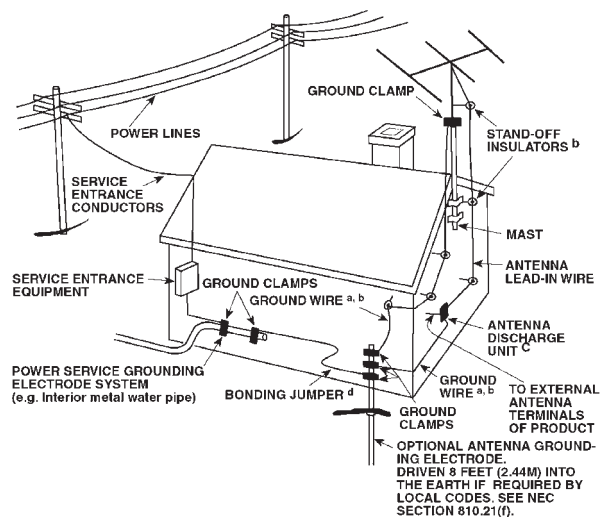 GROUND CLAMP
POWER LINES
STAND-OFF
INSULATORS b
SERVICE
ENTRANCE
CONDUCTORS
MAST
SERVICE ENTRANCE
EQUIPMENT
GROUND CLAMPS
GROUND WIRE a, b
ANTENNA
LEAD-IN WIRE
ANTENNA
DISCHARGE
UNIT C
POWER SERVICE GROUNDING
ELECTRODE SYSTEM
(e.g. Interior metal water pipe)
BONDING JUMPER d
GROUND
WIRE a, b
GROUND
CLAMPS
TO EXTERNAL
ANTENNA
TERMINALS
OF PRODUCT
OPTIONAL ANTENNA GROUND-
ING ELECTRODE.
DRIVEN 8 FEET (2.44M) INTO
THE EARTH IF REQUIRED BY
LOCAL CODES. SEE NEC
SECTION 810.21(f).